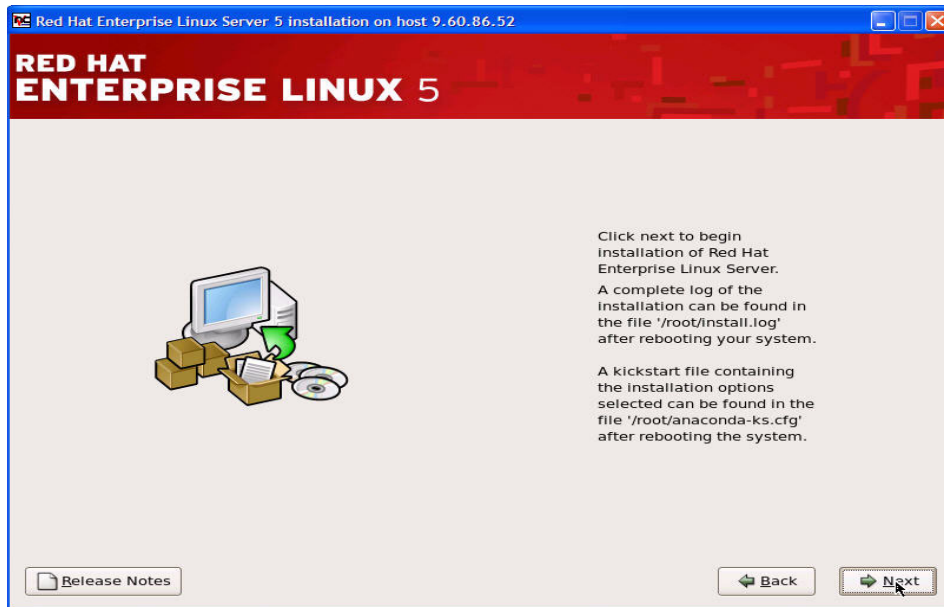 Red Hat Enterprise Linux Server 5 installation on host 9.60.86.52
RED HAT
ENTERPRISE LINUX 5
Click next to begin
installation of Red Hat
Enterprise Linux Server.
A complete log of the
installation can be found in
the file '/root/install.log'
after rebooting your system.
A kickstart file containing
the installation options
selected can be found in the
file '/root/anaconda-ks.cfg'
after rebooting the system.
Release Notes
Back
Next